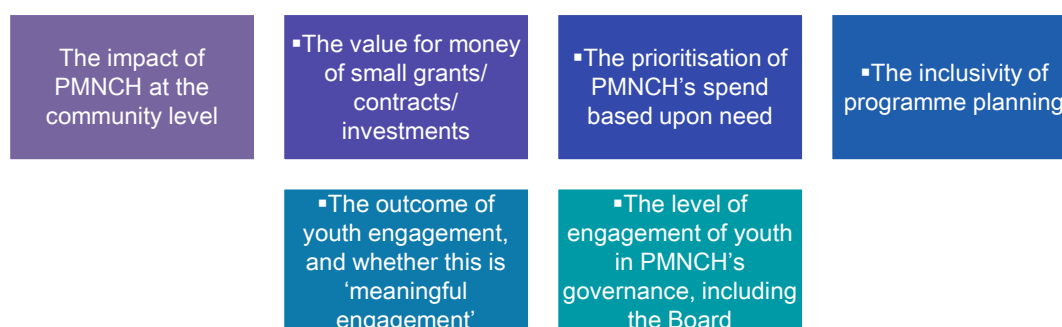 The impact of
PMNCH at the
community level
▪The value for money
of small grants/
contracts/
investments
▪The prioritisation of
PMNCH's spend
based upon need
▪The inclusivity of
programme planning
▪The outcome of
youth engagement,
and whether this is
‘meaningful
engagement’
▪The level of
engagement of youth
in PMNCH's
governance, including
the Board